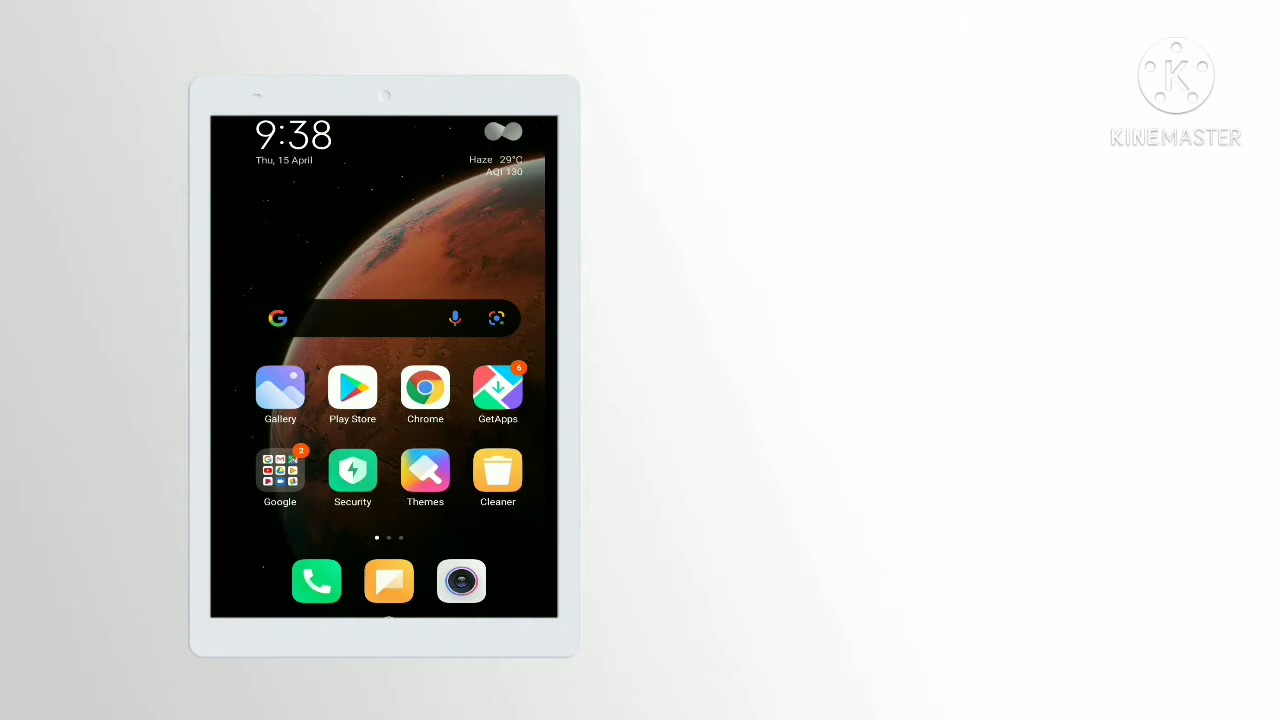 9:38
Thu, 15 April
Haze 29°C
AQI 130
Gallery
Play Store
Chrome
6
GetApps
2
Google
Security
Themes
Cleaner
K
KINEMASTER